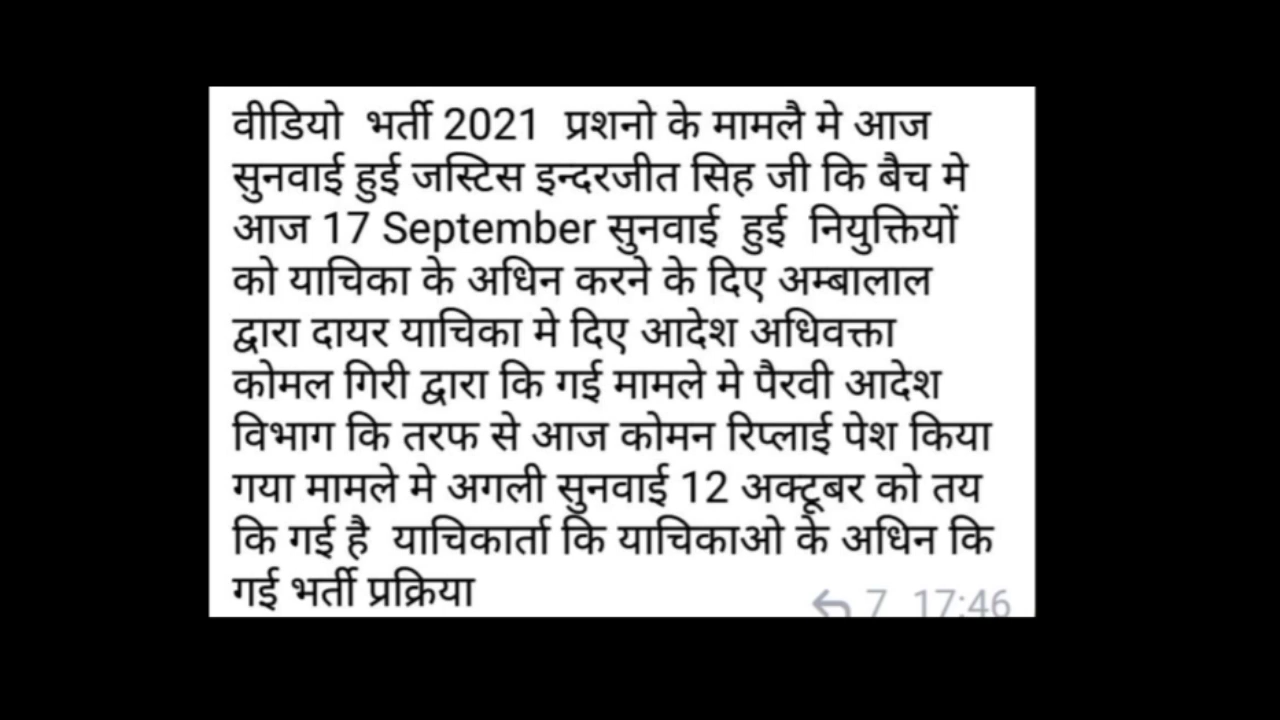 वीडियो भर्ती 2021 प्रशनो के मामलै मे आज
सुनवाई हुई जस्टिस इन्दरजीत सिह जी कि बैच मे
आज 17 September सुनवाई हुई नियुक्तियों
को याचिका के अधिन करने के दिए अम्बालाल
द्वारा दायर याचिका मे दिए आदेश अधिवक्ता
कोमल गिरी द्वारा कि गई मामले मे पैरवी आदेश
विभाग कि तरफ से आज कोमन रिप्लाई पेश किया
गया मामले मे अगली सुनवाई 12 अक्टूबर को तय
कि गई है याचिकार्ता कि याचिकाओ के अधिन कि
गई भर्ती प्रक्रिया
7 17:46